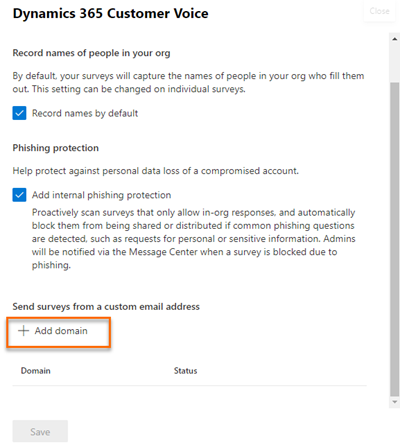 Dynamics 365 Customer Voice
Close
Record names of people in your org
By default, your surveys will capture the names of people in your org who fill them
out. This setting can be changed on individual surveys.
Record names by default
Phishing protection
Help protect against personal data loss of a compromised account.
Add internal phishing protection
Proactively scan surveys that only allow in-org responses, and automatically
block them from being shared or distributed if common phishing questions
are detected, such as requests for personal or sensitive information. Admins
will be notified via the Message Center when a survey is blocked due to
phishing.
Send surveys from a custom email address
Add domain
Domain Status
Save